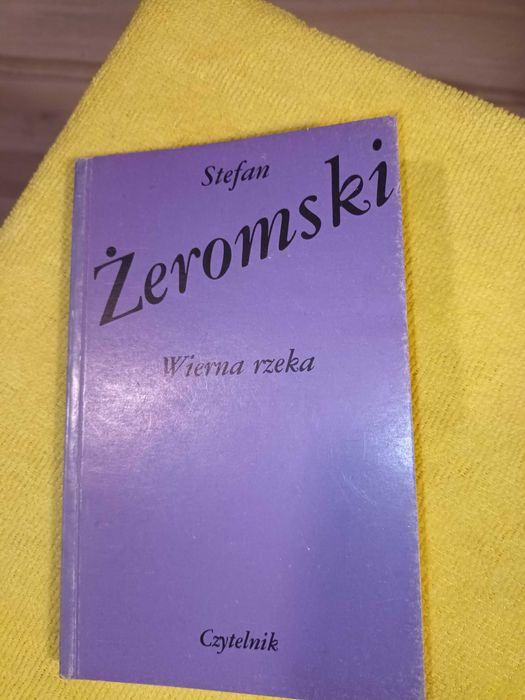 Stefan
Żeromski
Wierna rzeka
Czytelnik